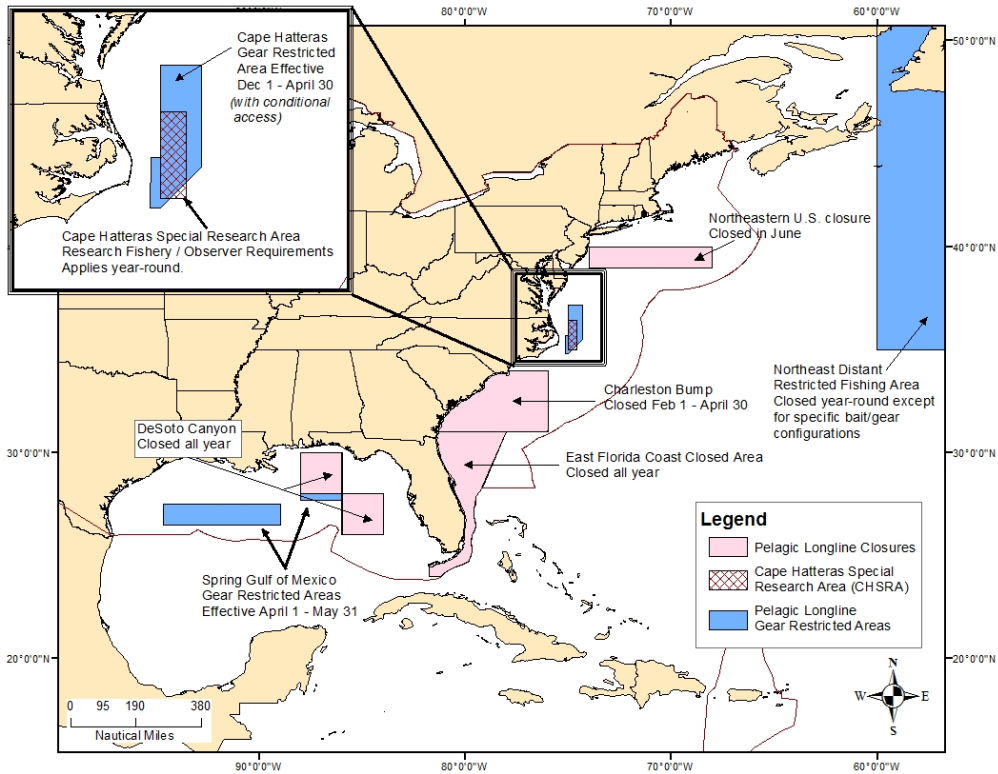 80°0'0"W
70°0'0"W
60°0'0"W
50°0'0"N
40°0'0"N
30°0'0"N
20°0'0"N
Cape Hatteras
Gear Restricted
Area Effective
Dec 1 - April 30
(with conditional
access)
Cape Hatteras Special Research Area
Research Fishery / Observer Requirements
Applies year-round.
Northeastern U.S. closure
Closed in June
Northeast Distant
Restricted Fishing Area
Closed year-round except
for specific bait/gear
configurations
Charleston Bump
Closed Feb 1 - April 30
DeSoto Canyon
Closed all year
East Florida Coast Closed Area
Closed all year
Spring Gulf of Mexico
Gear Restricted Areas
Effective April 1 - May 31
Legend
Pelagic Longline Closures
Cape Hatteras Special
Research Area (CHSRA)
Pelagic Longline
Gear Restricted Areas
N
W
E
S
0 95 190 380
Nautical Miles
30°0'0"N
20°0'0"N
90°0'0"W
80°0'0"W
70°0'0"W
60°0'0"W